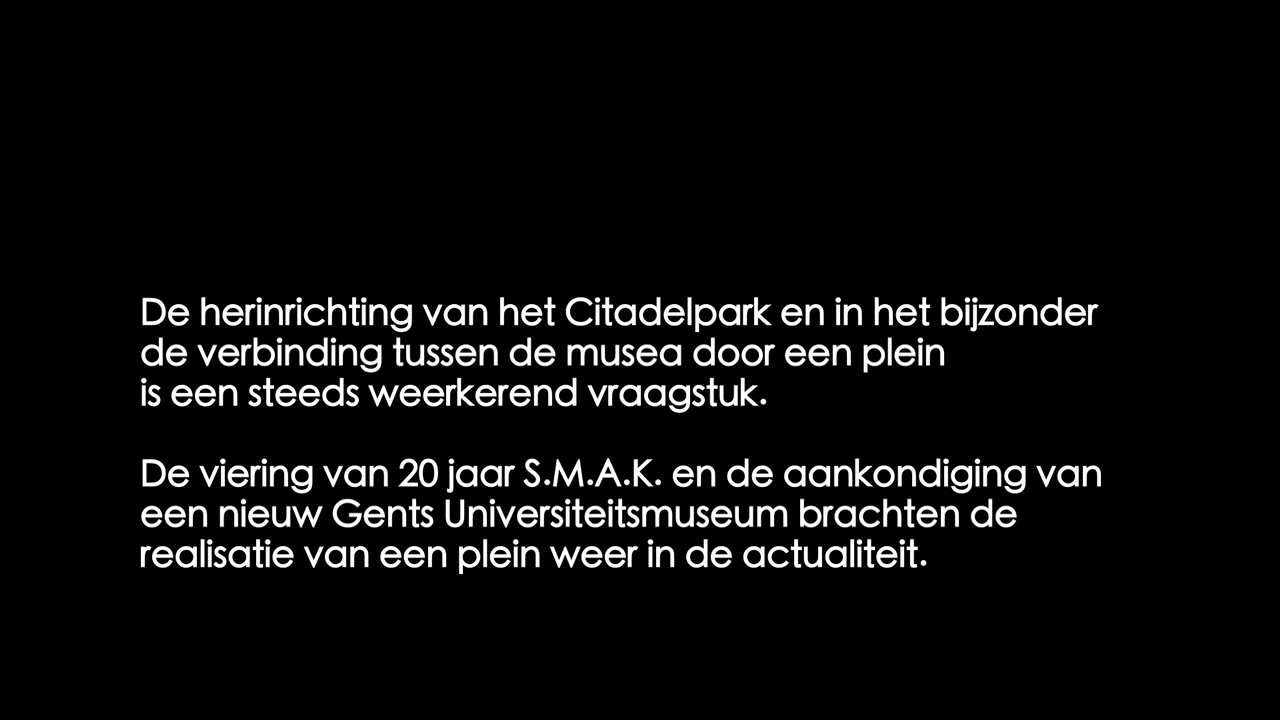 De herinrichting van het Citadelpark en in het bijzonder
de verbinding tussen de musea door een plein
is een steeds weerkerend vraagstuk.
De viering van 20 jaar S.M.A.K. en de aankondiging van
een nieuw Gents Universiteitsmuseum brachten de
realisatie van een plein weer in de actualiteit.